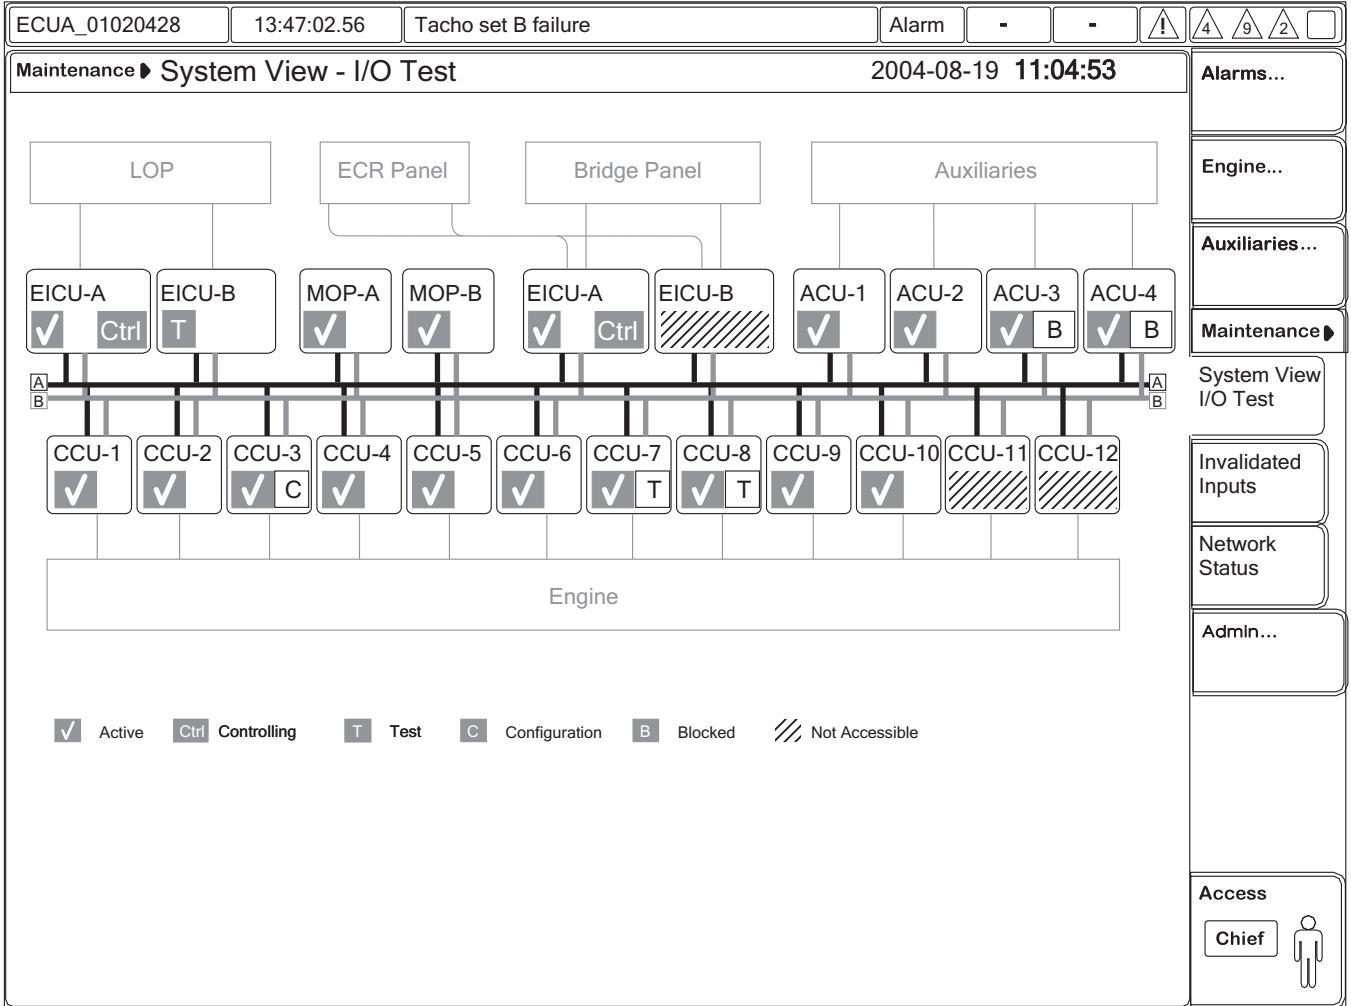 ECUA_01020428 13:47:02.56 Tacho set B failure Alarm - - ! 4 9 2
Maintenance System View - I/O Test 2004-08-19 11:04:53
Alarms...
Engine...
Auxiliaries...
Maintenance
System View
I/O Test
Invalidated
Inputs
Network
Status
Admin...
Access
Chief
LOP ECR Panel Bridge Panel Auxiliaries
EICU-A EICU-B MOP-A MOP-B EICU-A EICU-B ACU-1 ACU-2 ACU-3 ACU-4
Ctrl T Ctrl B B
A A
B B
CCU-1 CCU-2 CCU-3 CCU-4 CCU-5 CCU-6 CCU-7 CCU-8 CCU-9 CCU-10 CCU-11 CCU-12
C T T
Engine
Active Ctrl Controlling T Test C Configuration B Blocked Not Accessible